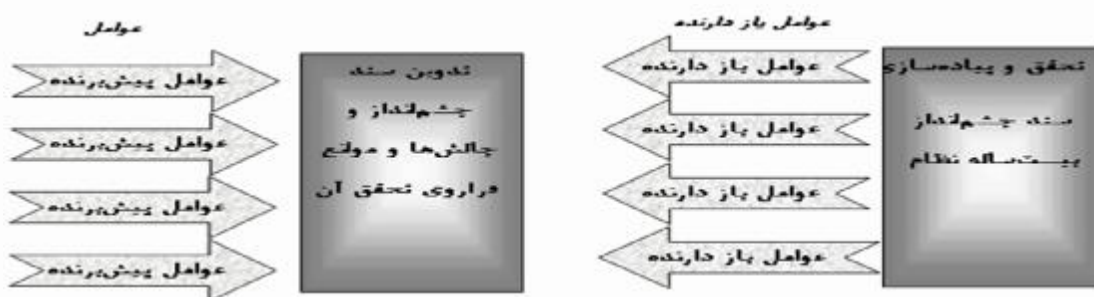 عوامل باز دارنده
تحقق و پیاده‌سازی
سند چشم‌انداز
بیست‌ساله نظام
عوامل باز دارنده
عوامل باز دارنده
عوامل باز دارنده
عوامل باز دارنده
عوامل
تدوین سند
چشم‌انداز و
چالش‌ها و موانع
فراروی تحقق آن
عوامل پیش‌برنده
عوامل پیش‌برنده
عوامل پیش‌برنده
عوامل پیش‌برنده